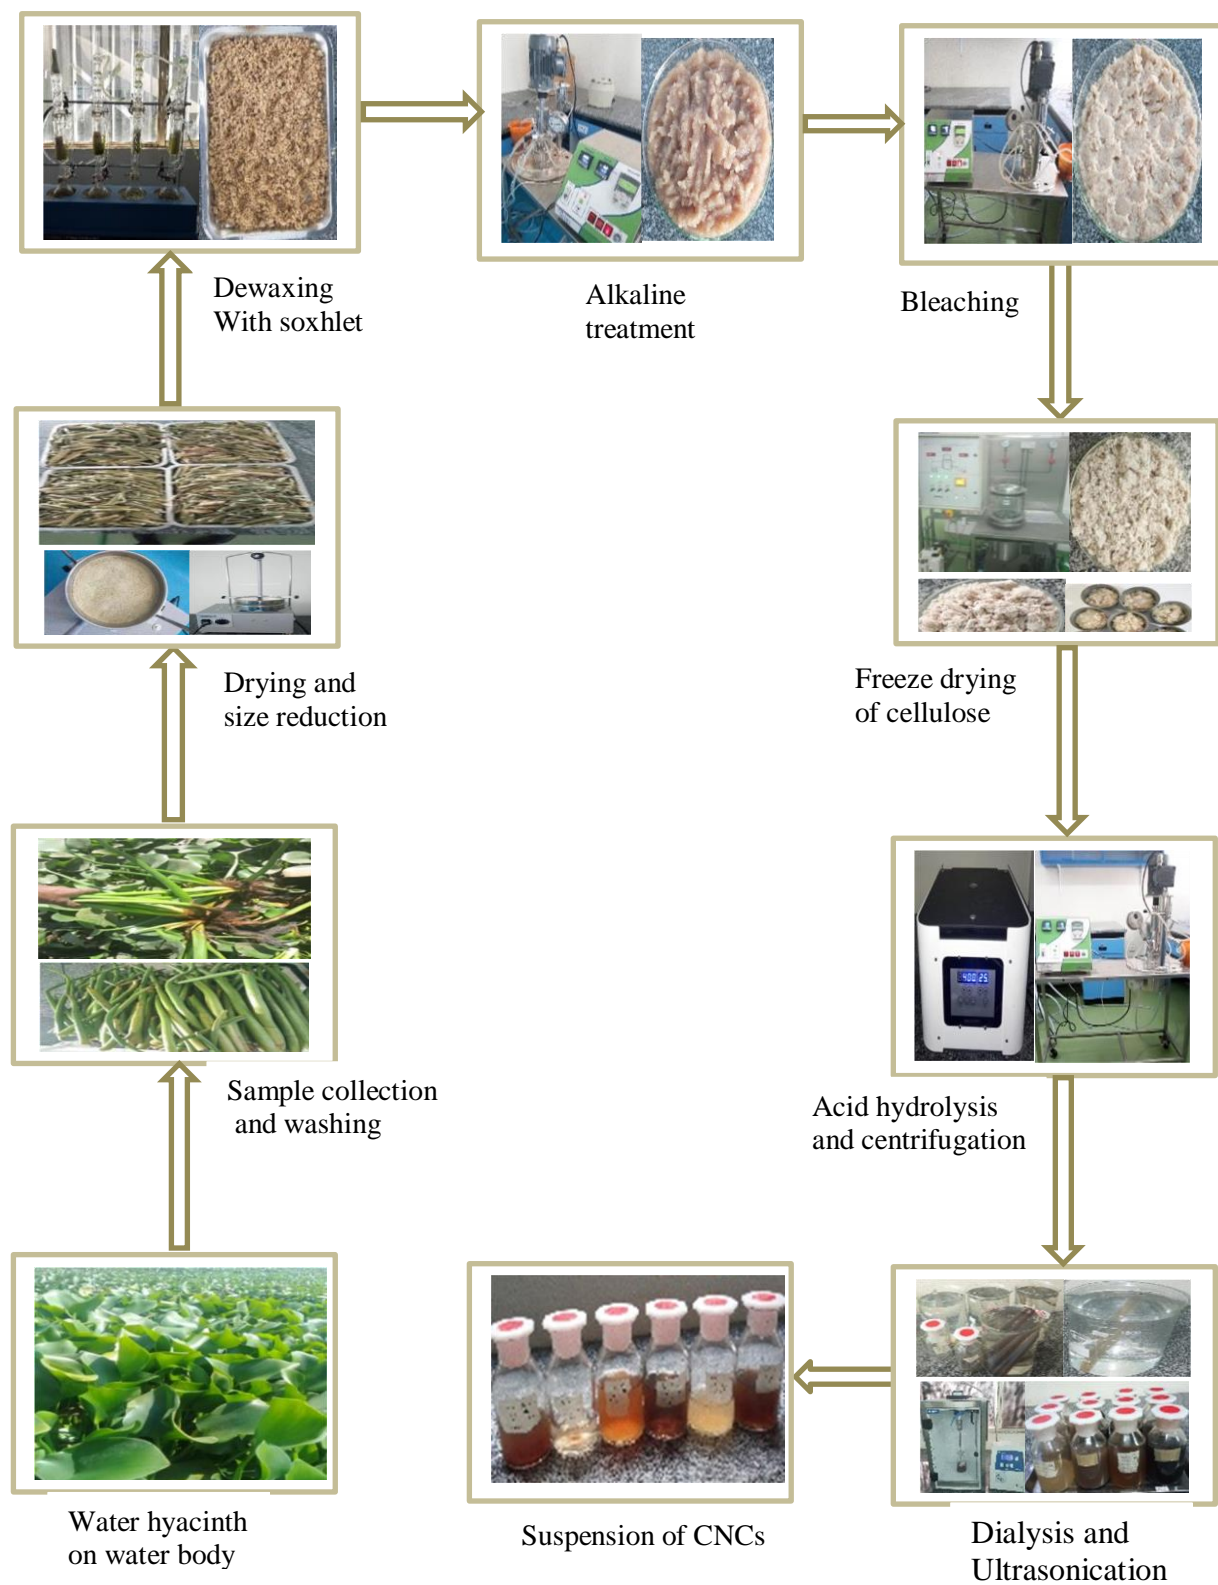 Dewaxing
With soxhlet
Alkaline
treatment
Bleaching
Drying and
size reduction
Freeze drying
of cellulose
Sample collection
and washing
Acid hydrolysis
and centrifugation
Water hyacinth
on water body
Suspension of CNCs
Dialysis and
Ultrasonication